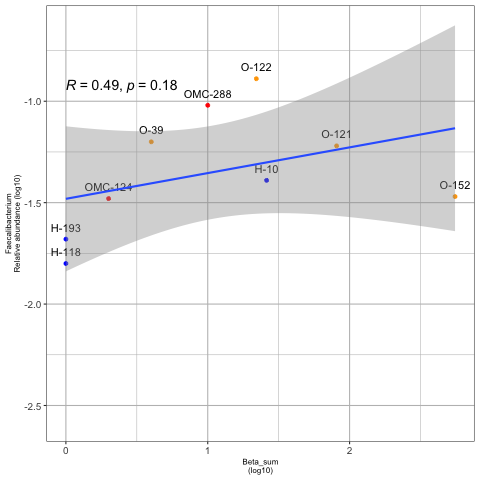 O-122
R = 0.49, p = 0.18
OMC-288
-1.0
O-39
O-121
H-10
OMC-124
O-152
-1.5
H-193
H-118
Faecalibacterium
Relative abundance (log10)
-2.0
-2.5
0
1
2
Beta_sum
(log10)